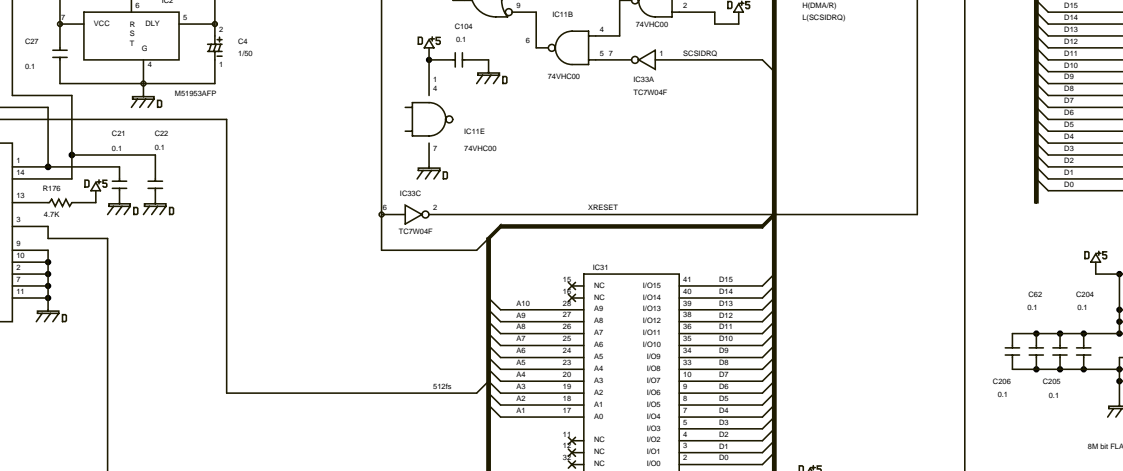 IC2
6
VCC
R
S
T
DLY
G
7
5
4
2
1
C27
0.1
C4
1/50
M51953AFP
D
9
IC11B
6
4
5
7
1
74VHC00
74VHC00
2
D +5
H(DMA/R)
L(SCSIDRQ)
SCSIDRQ
IC33A
TC7W04F
C104
0.1
D +5
D
1
4
IC11E
74VHC00
7
D
D15
D14
D13
D12
D11
D10
D9
D8
D7
D6
D5
D4
D3
D2
D1
D0
C21
0.1
C22
0.1
1
14
13
3
9
10
2
7
11
R176
4.7K
D +5
D
D
D
IC33C
6
2
TC7W04F
XRESET
512fs
IC31
15 NC I/O15 41 D15
16 NC I/O14 40 D14
A10 28 A9 I/O13 39 D13
A9 27 A8 I/O12 38 D12
A8 26 A7 I/O11 36 D11
A7 25 A6 I/O10 35 D10
A6 24 A5 I/O9 34 D9
A5 23 A4 I/O8 33 D8
A4 20 A3 I/O7 10 D7
A3 19 A2 I/O6 9 D6
A2 18 A1 I/O5 8 D5
A1 17 A0 I/O4 7 D4
I/O3 5 D3
11 NC I/O2 4 D2
12 NC I/O1 3 D1
32 NC I/O0 2 D0
D +5
D +5
C62
0.1
C204
0.1
C206
0.1
C205
0.1
8M bit FLA